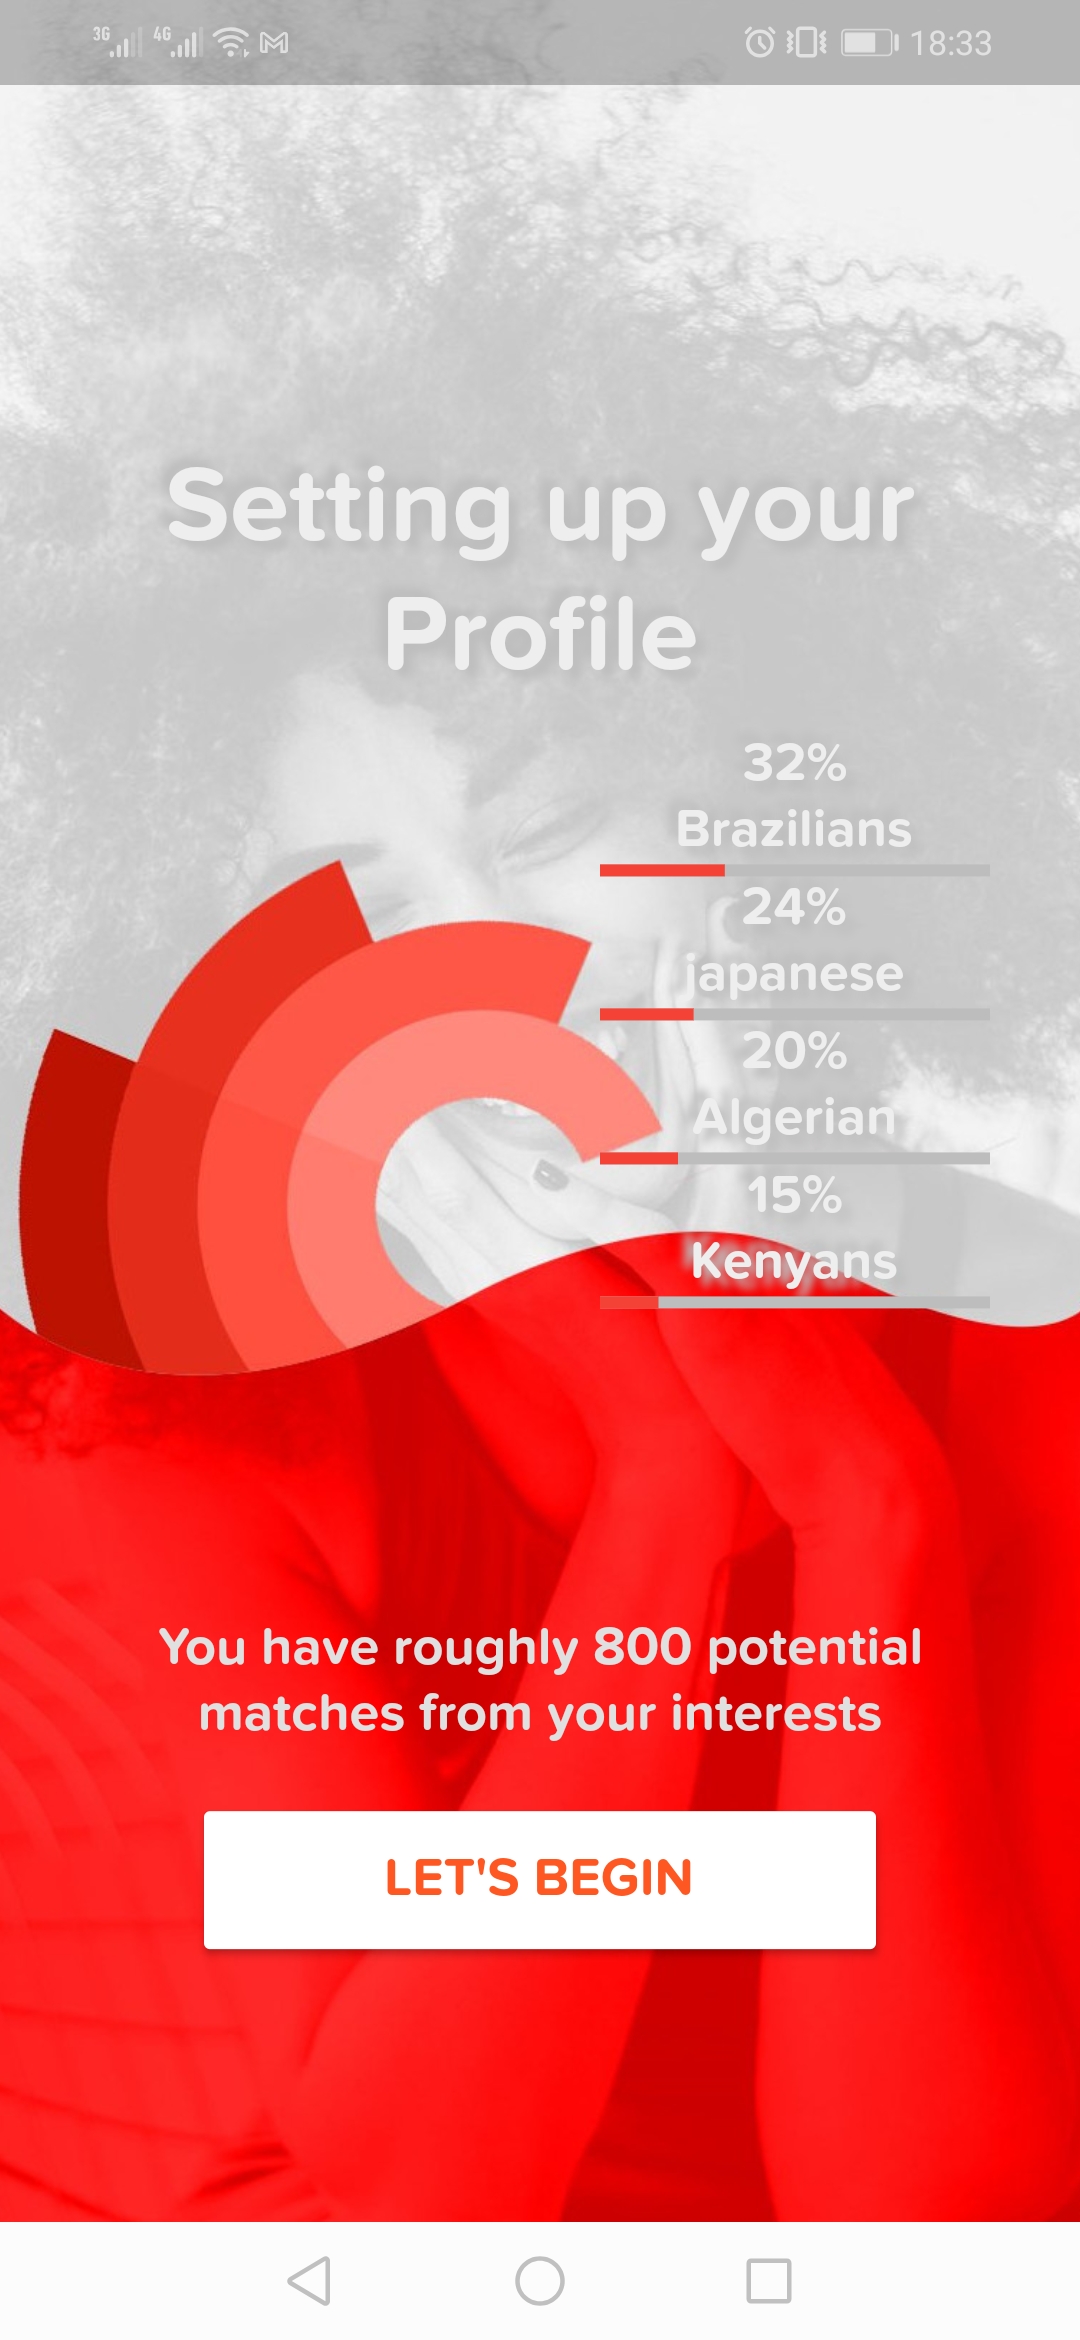 3G 4G 18:33
Setting up your
Profile
32%
Brazilians
24%
japanese
20%
Algerian
15%
Kenyans
You have roughly 800 potential
matches from your interests
LET'S BEGIN